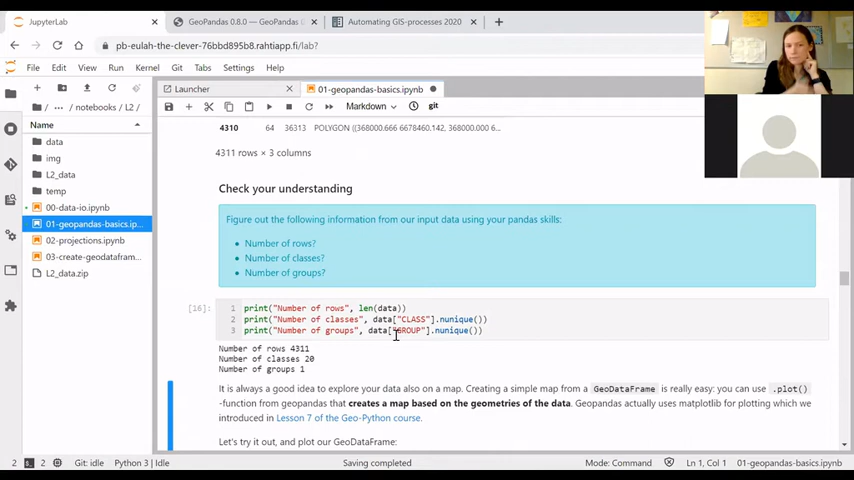 JupyterLab
GeoPandas 0.8.0 — GeoPandas
Automating GIS-processes 2020
pb-eulah-the-clever-76bbd895b8.rahtiapp.fi/lab?
File Edit View Run Kernel Git Tabs Settings Help
Launcher
01-geopandas-basics.ipynb
Markdown
git
/ ··· / notebooks / L2 /
Name
data
img
L2_data
temp
00-data-io.ipynb
01-geopandas-basics.ip...
02-projections.ipynb
03-create-geodatafram...
L2_data.zip
4310 64 36313 POLYGON ((368000.666 6678460.142, 368000.000 6...
4311 rows × 3 columns
Check your understanding
Figure out the following information from our input data using your pandas skills:
• Number of rows?
• Number of classes?
• Number of groups?
[16]:
1 print("Number of rows", len(data))
2 print("Number of classes", data["CLASS"].nunique())
3 print("Number of groups", data["GROUP"].nunique())
Number of rows 4311
Number of classes 20
Number of groups 1
It is always a good idea to explore your data also on a map. Creating a simple map from a GeoDataFrame is really easy: you can use .plot()
-function from geopandas that creates a map based on the geometries of the data. Geopandas actually uses matplotlib for plotting which we
introduced in Lesson 7 of the Geo-Python course.
Let's try it out, and plot our GeoDataFrame:
2 2 Git: idle Python 3 | Idle Saving completed Mode: Command Ln 1, Col 1 01-geopandas-basics.ipynb